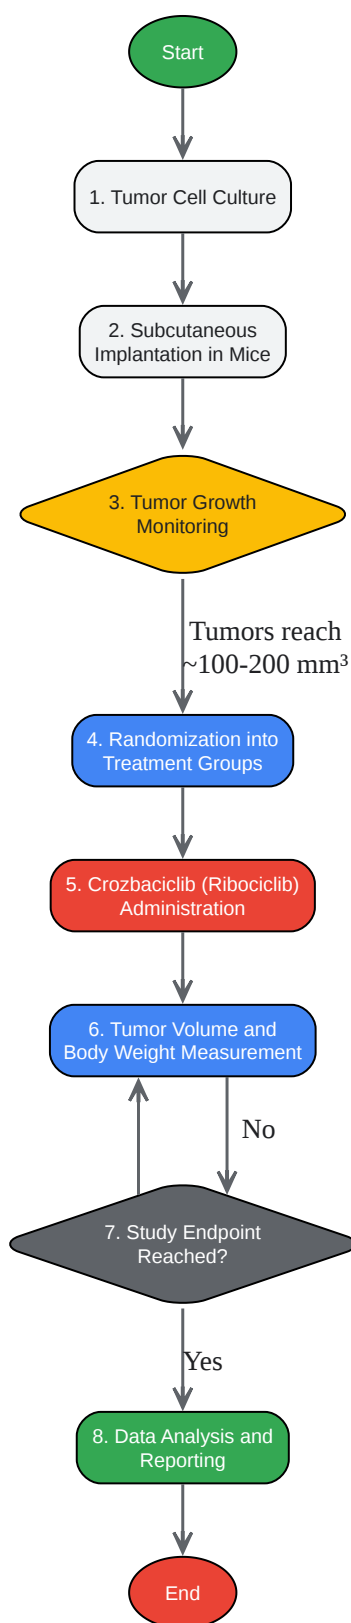 Start
1. Tumor Cell Culture
2. Subcutaneous
Implantation in Mice
3. Tumor Growth
Monitoring
Tumors reach
~100-200 mm³
4. Randomization into
Treatment Groups
5. Crozbaciclib (Ribociclib)
Administration
6. Tumor Volume and
Body Weight Measurement
No
7. Study Endpoint
Reached?
Yes
8. Data Analysis and
Reporting
End